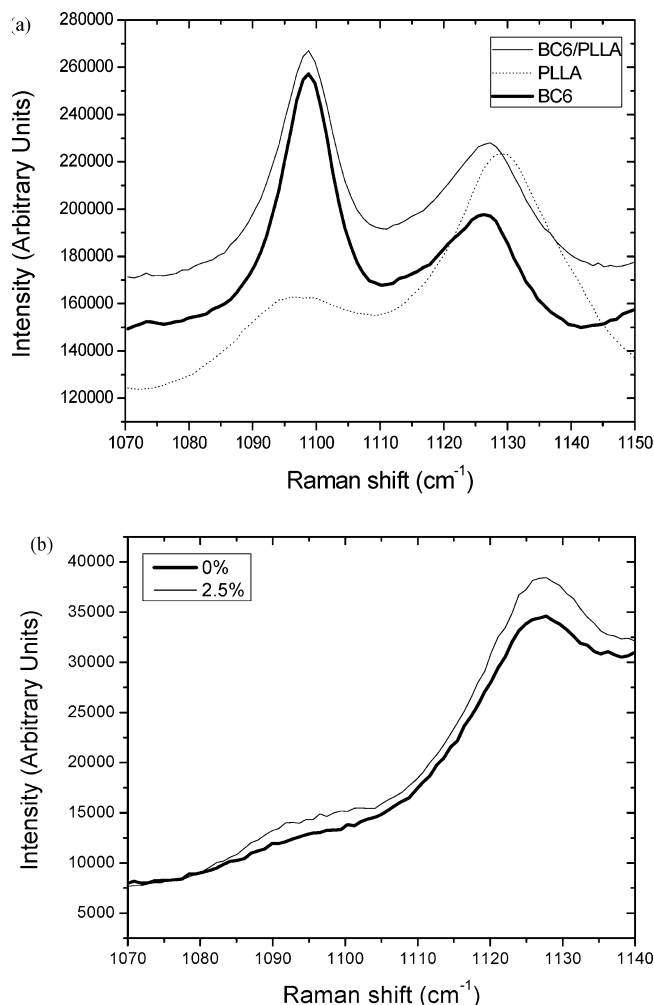 (a)
BC6/PLLA
PLLA
BC6
280000
260000
240000
220000
200000
180000
160000
140000
120000
Intensity (Arbitrary Units)
1070 1080 1090 1100 1110 1120 1130 1140 1150
Raman shift (cm⁻¹)
(b)
0%
2.5%
40000
35000
30000
25000
20000
15000
10000
5000
Intensity (Arbitrary Units)
1070 1080 1090 1100 1110 1120 1130 1140
Raman shift (cm⁻¹)